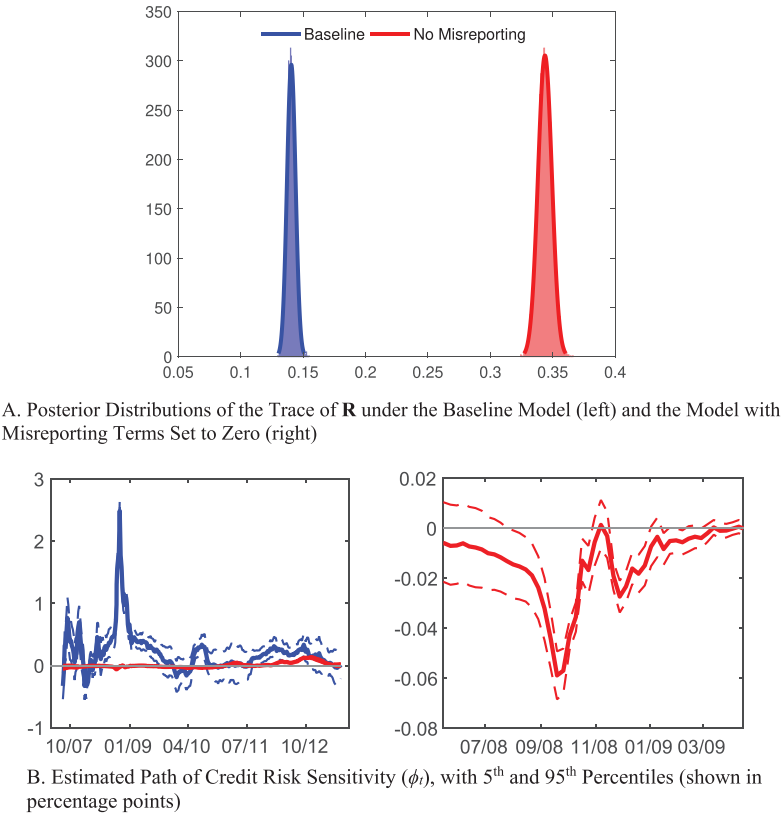 350
300
250
200
150
100
50
0
0.05 0.1 0.15 0.2 0.25 0.3 0.35 0.4
Baseline No Misreporting
A. Posterior Distributions of the Trace of R under the Baseline Model (left) and the Model with
Misreporting Terms Set to Zero (right)
3
2
1
0
-1
10/07 01/09 04/10 07/11 10/12
0.02
0
-0.02
-0.04
-0.06
-0.08
07/08 09/08 11/08 01/09 03/09
B. Estimated Path of Credit Risk Sensitivity (ϕt), with 5th and 95th Percentiles (shown in
percentage points)